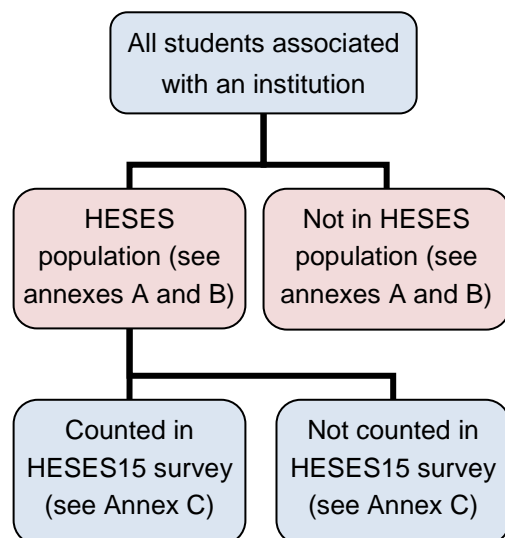 All students associated
with an institution
HESES
population (see
annexes A and B)
Not in HESES
population (see
annexes A and B)
Counted in
HESES15 survey
(see Annex C)
Not counted in
HESES15 survey
(see Annex C)